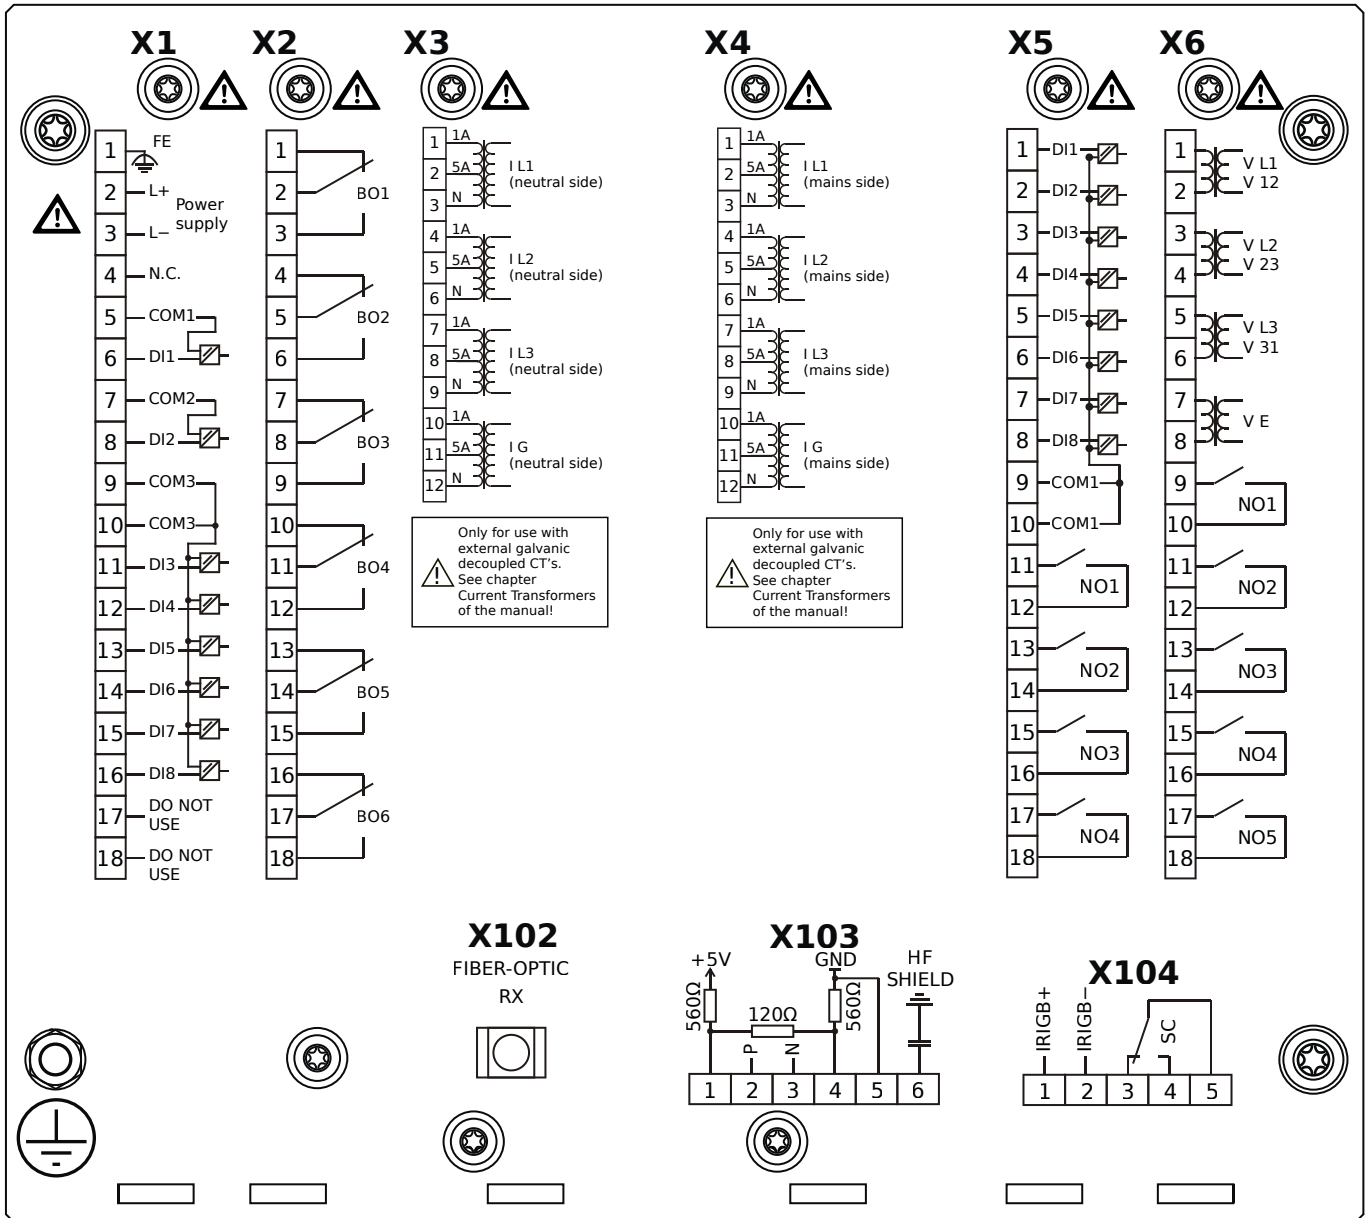 X1
X2
X3
X4
X5
X6
1
FE
2
L+
Power
supply
3
L−
4
N.C.
5
COM1
6
DI1
7
COM2
8
DI2
9
COM3
10
COM3
11
DI3
12
DI4
13
DI5
14
DI6
15
DI7
16
DI8
17
DO NOT
USE
18
DO NOT
USE
1
2
BO1
3
4
5
BO2
6
7
8
BO3
9
10
11
BO4
12
13
14
BO5
15
16
17
BO6
18
1
1A
2
5A
I L1
(neutral side)
3
N
4
1A
5
5A
I L2
(neutral side)
6
N
7
1A
8
5A
I L3
(neutral side)
9
N
10
1A
11
5A
I G
(neutral side)
12
N
Only for use with
external galvanic
decoupled CT’s.
See chapter
Current Transformers
of the manual!
1
1A
2
5A
I L1
(mains side)
3
N
4
1A
5
5A
I L2
(mains side)
6
N
7
1A
8
5A
I L3
(mains side)
9
N
10
1A
11
5A
I G
(mains side)
12
N
Only for use with
external galvanic
decoupled CT’s.
See chapter
Current Transformers
of the manual!
1
DI1
2
DI2
3
DI3
4
DI4
5
DI5
6
DI6
7
DI7
8
DI8
9
COM1
10
COM1
11
NO1
12
13
NO2
14
15
NO3
16
17
NO4
18
1
V L1
V 12
2
3
V L2
V 23
4
5
V L3
V 31
6
7
V E
8
9
NO1
10
11
NO2
12
13
NO3
14
15
NO4
16
17
NO5
18
X102
FIBER-OPTIC
RX
X103
+5V
GND
HF
SHIELD
560Ω
120Ω
560Ω
P
N
1 2 3 4 5 6
X104
IRIGB+
IRIGB−
SC
1 2 3 4 5